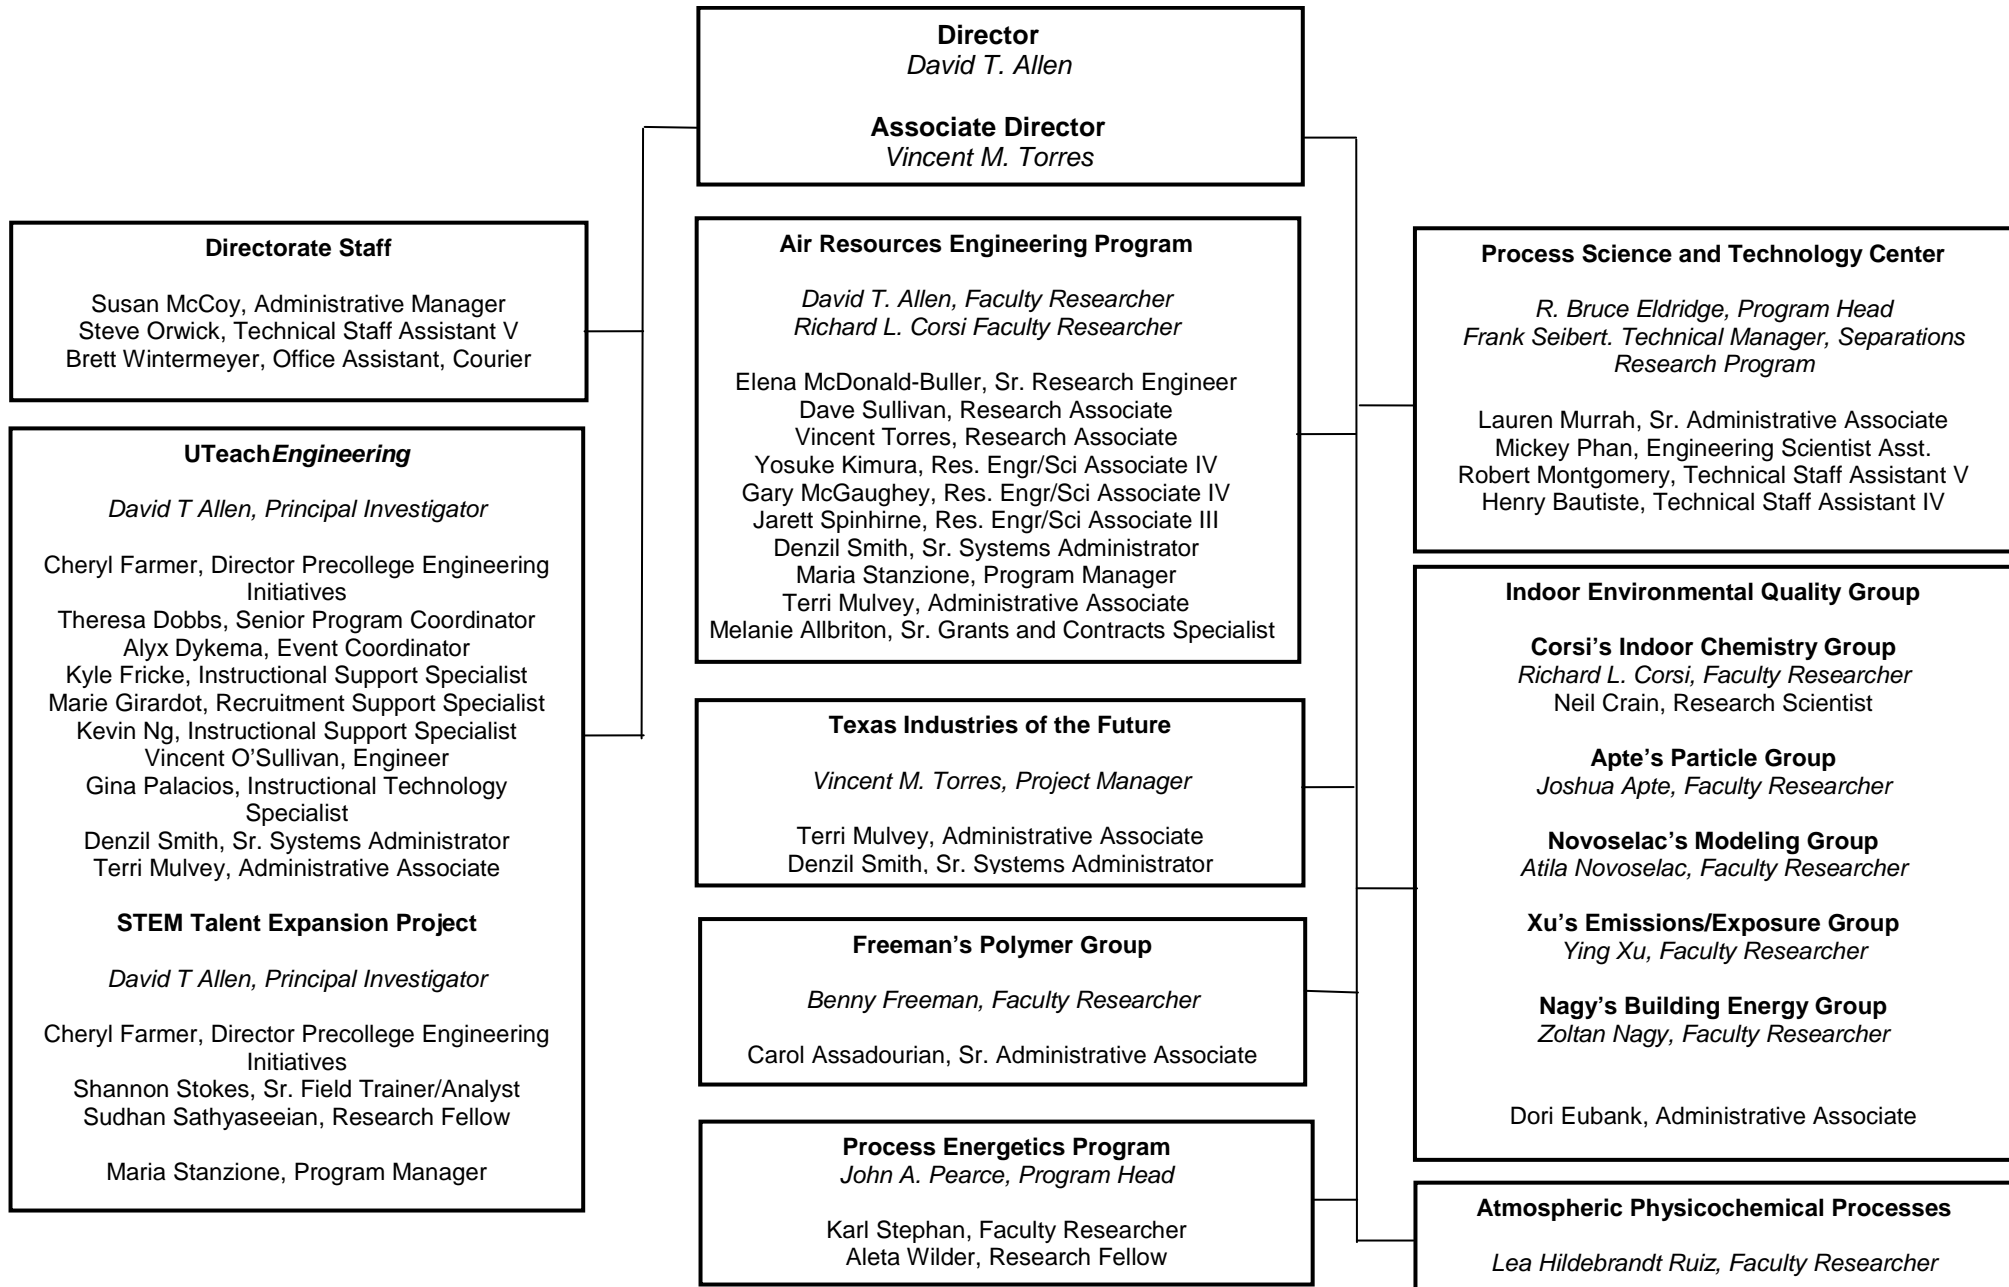 Director
David T. Allen
Associate Director
Vincent M. Torres
Directorate Staff
Susan McCoy, Administrative Manager
Steve Orwick, Technical Staff Assistant V
Brett Wintermeyer, Office Assistant, Courier
UTeachEngineering
David T Allen, Principal Investigator
Cheryl Farmer, Director Precollege Engineering
Initiatives
Theresa Dobbs, Senior Program Coordinator
Alyx Dykema, Event Coordinator
Kyle Fricke, Instructional Support Specialist
Marie Girardot, Recruitment Support Specialist
Kevin Ng, Instructional Support Specialist
Vincent O’Sullivan, Engineer
Gina Palacios, Instructional Technology
Specialist
Denzil Smith, Sr. Systems Administrator
Terri Mulvey, Administrative Associate
STEM Talent Expansion Project
David T Allen, Principal Investigator
Cheryl Farmer, Director Precollege Engineering
Initiatives
Shannon Stokes, Sr. Field Trainer/Analyst
Sudhan Sathyaseeian, Research Fellow
Maria Stanzione, Program Manager
Air Resources Engineering Program
David T. Allen, Faculty Researcher
Richard L. Corsi Faculty Researcher
Elena McDonald-Buller, Sr. Research Engineer
Dave Sullivan, Research Associate
Vincent Torres, Research Associate
Yosuke Kimura, Res. Engr/Sci Associate IV
Gary McGaughey, Res. Engr/Sci Associate IV
Jarett Spinhirne, Res. Engr/Sci Associate III
Denzil Smith, Sr. Systems Administrator
Maria Stanzione, Program Manager
Terri Mulvey, Administrative Associate
Melanie Allbriton, Sr. Grants and Contracts Specialist
Texas Industries of the Future
Vincent M. Torres, Project Manager
Terri Mulvey, Administrative Associate
Denzil Smith, Sr. Systems Administrator
Freeman’s Polymer Group
Benny Freeman, Faculty Researcher
Carol Assadourian, Sr. Administrative Associate
Process Energetics Program
John A. Pearce, Program Head
Karl Stephan, Faculty Researcher
Aleta Wilder, Research Fellow
Process Science and Technology Center
R. Bruce Eldridge, Program Head
Frank Seibert. Technical Manager, Separations
Research Program
Lauren Murrah, Sr. Administrative Associate
Mickey Phan, Engineering Scientist Asst.
Robert Montgomery, Technical Staff Assistant V
Henry Bautiste, Technical Staff Assistant IV
Indoor Environmental Quality Group
Corsi’s Indoor Chemistry Group
Richard L. Corsi, Faculty Researcher
Neil Crain, Research Scientist
Apte’s Particle Group
Joshua Apte, Faculty Researcher
Novoselac’s Modeling Group
Atila Novoselac, Faculty Researcher
Xu’s Emissions/Exposure Group
Ying Xu, Faculty Researcher
Nagy’s Building Energy Group
Zoltan Nagy, Faculty Researcher
Dori Eubank, Administrative Associate
Atmospheric Physicochemical Processes
Lea Hildebrandt Ruiz, Faculty Researcher